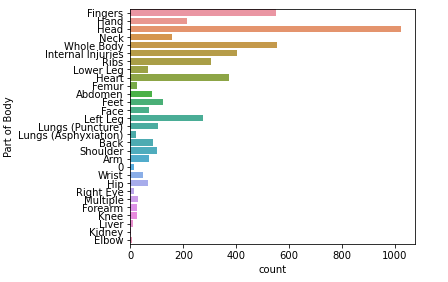 Part of Body
Fingers
Hand
Head
Neck
Whole Body
Internal Injuries
Ribs
Lower Leg
Heart
Femur
Abdomen
Feet
Face
Left Leg
Lungs (Puncture)
Lungs (Asphyxiation)
Back
Shoulder
Arm
0
Wrist
Hip
Right Eye
Multiple
Forearm
Knee
Liver
Kidney
Elbow
0 200 400 600 800 1000
count